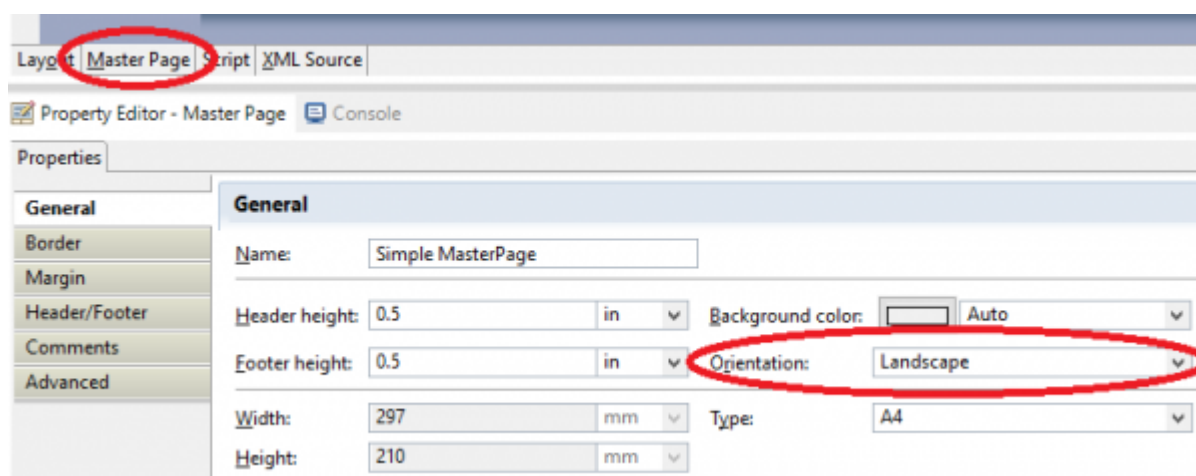 Layout Master Page Script XML Source
Property Editor - Master Page Console
Properties
General
Border
Margin
Header/Footer
Comments
Advanced
General
Name: Simple MasterPage
Header height: 0.5 in Background color: Auto
Footer height: 0.5 in Orientation: Landscape
Width: 297 mm Type: A4
Height: 210 mm